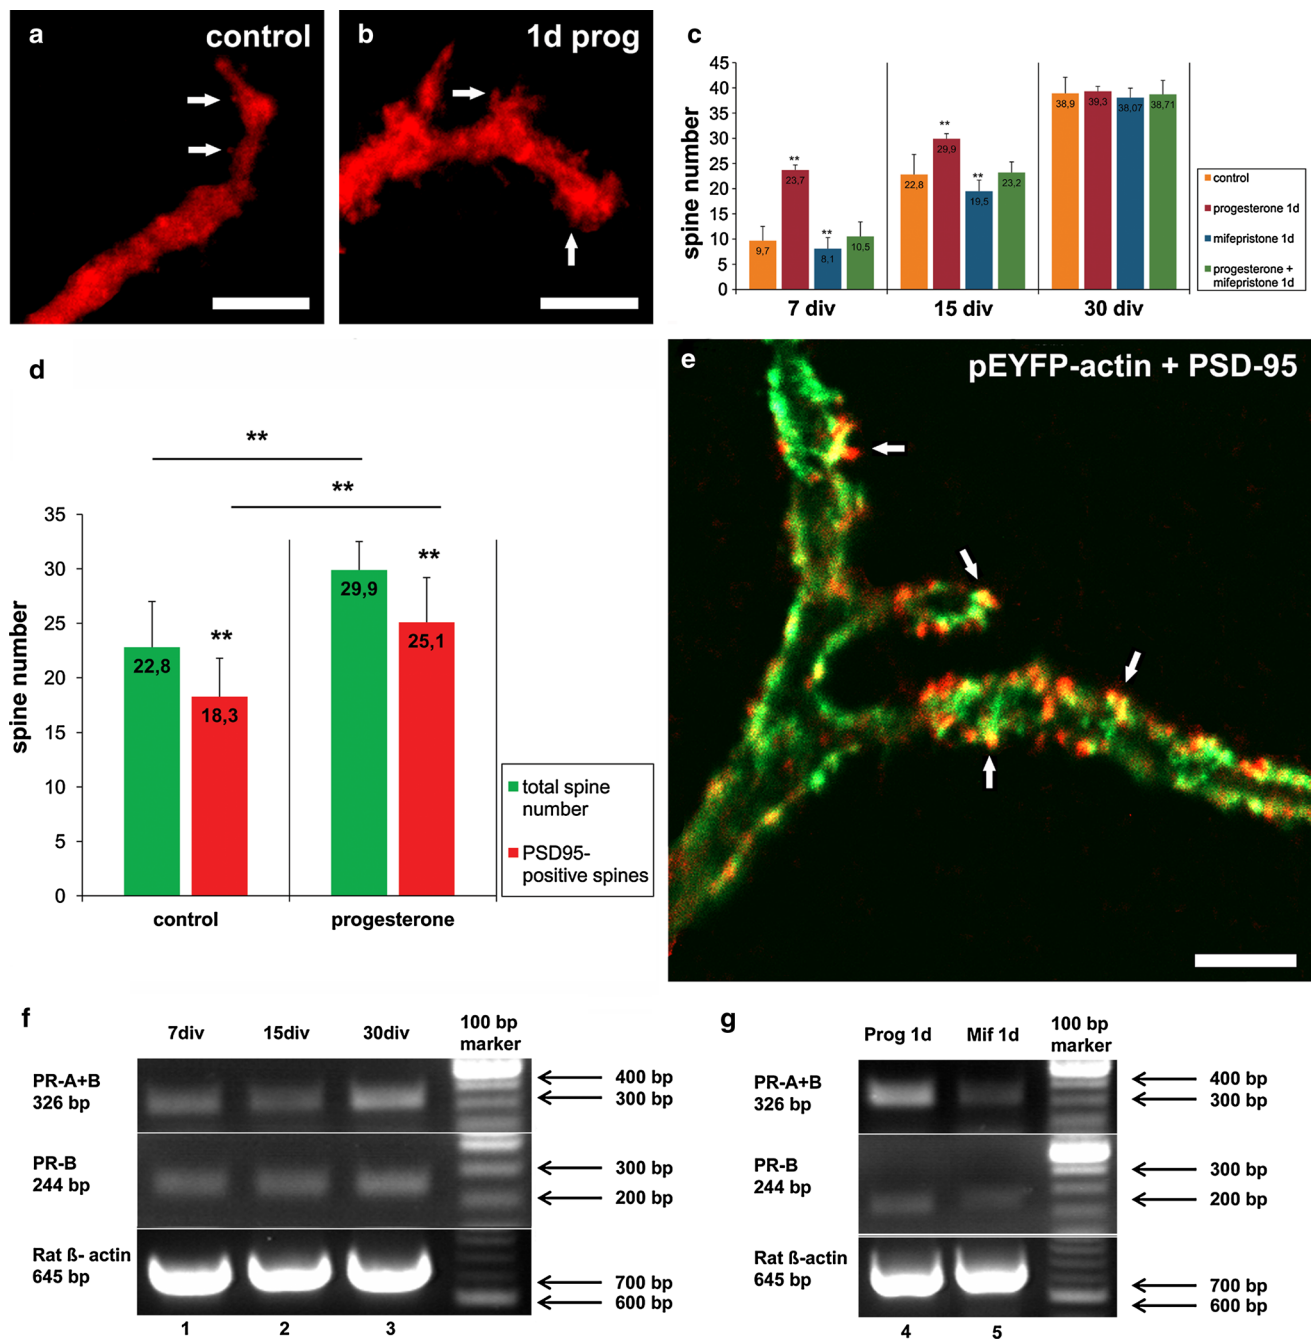 a
control
b
1d prog
c
spine number
45
40
35
30
25
20
15
10
5
0
9,7
**
23,7
**
8,1
10,5
22,8
**
29,9
**
19,5
23,2
38,9
39,3
38,07
38,71
7 div
15 div
30 div
control
progesterone 1d
mifepristone 1d
progesterone +
mifepristone 1d
d
**
**
spine number
35
30
25
20
15
10
5
0
22,8
**
18,3
29,9
**
25,1
control
progesterone
total spine
number
PSD95-
positive spines
e
pEYFP-actin + PSD-95
f
7div
15div
30div
100 bp
marker
PR-A+B
326 bp
400 bp
300 bp
PR-B
244 bp
300 bp
200 bp
Rat ß- actin
645 bp
700 bp
600 bp
1
2
3
g
Prog 1d
Mif 1d
100 bp
marker
PR-A+B
326 bp
400 bp
300 bp
PR-B
244 bp
300 bp
200 bp
Rat ß-actin
645 bp
700 bp
600 bp
4
5